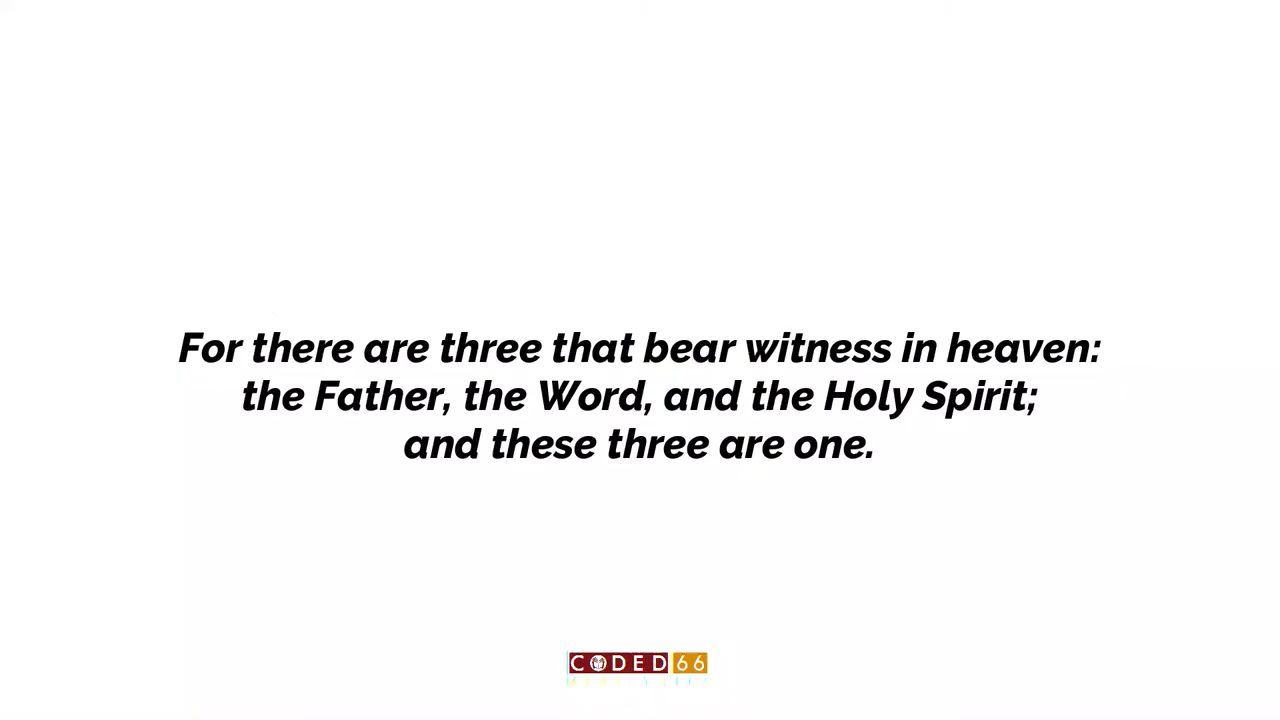 For there are three that bear witness in heaven:
the Father, the Word, and the Holy Spirit;
and these three are one.
CODED 66